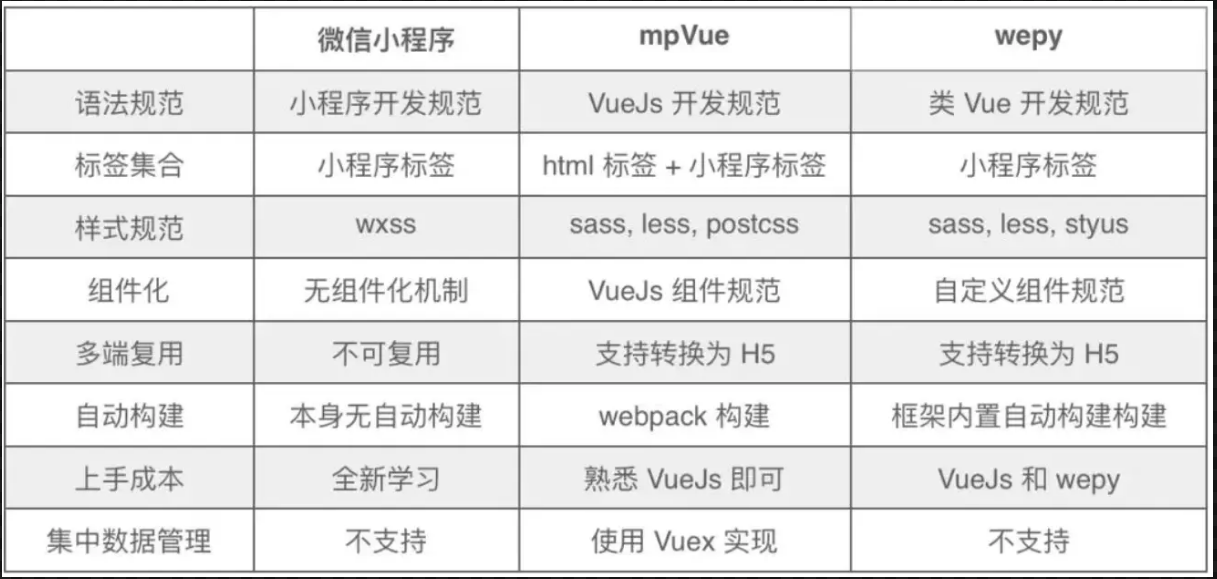 微信小程序 mpVue wepy
语法规范 小程序开发规范 VueJs 开发规范 类 Vue 开发规范
标签集合 小程序标签 html 标签 + 小程序标签 小程序标签
样式规范 wxss sass, less, postcss sass, less, styus
组件化 无组件化机制 VueJs 组件规范 自定义组件规范
多端复用 不可复用 支持转换为 H5 支持转换为 H5
自动构建 本身无自动构建 webpack 构建 框架内置自动构建构建
上手成本 全新学习 熟悉 VueJs 即可 VueJs 和 wepy
集中数据管理 不支持 使用 Vuex 实现 不支持